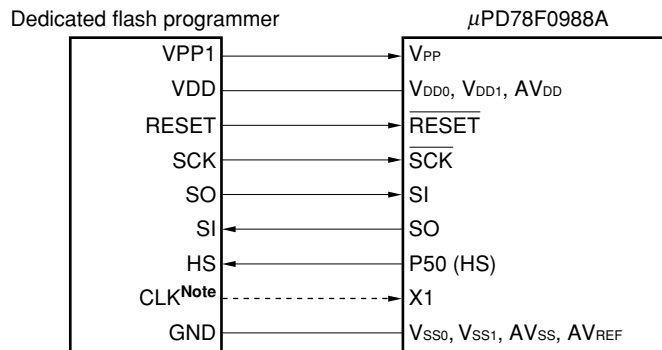 Dedicated flash programmer μPD78F0988A
VPP1 VPP
VDD VDD0, VDD1, AVDD
RESET RESET
SCK SCK
SO SI
SI SO
HS P50 (HS)
CLKNote X1
GND VSS0, VSS1, AVSS, AVREF